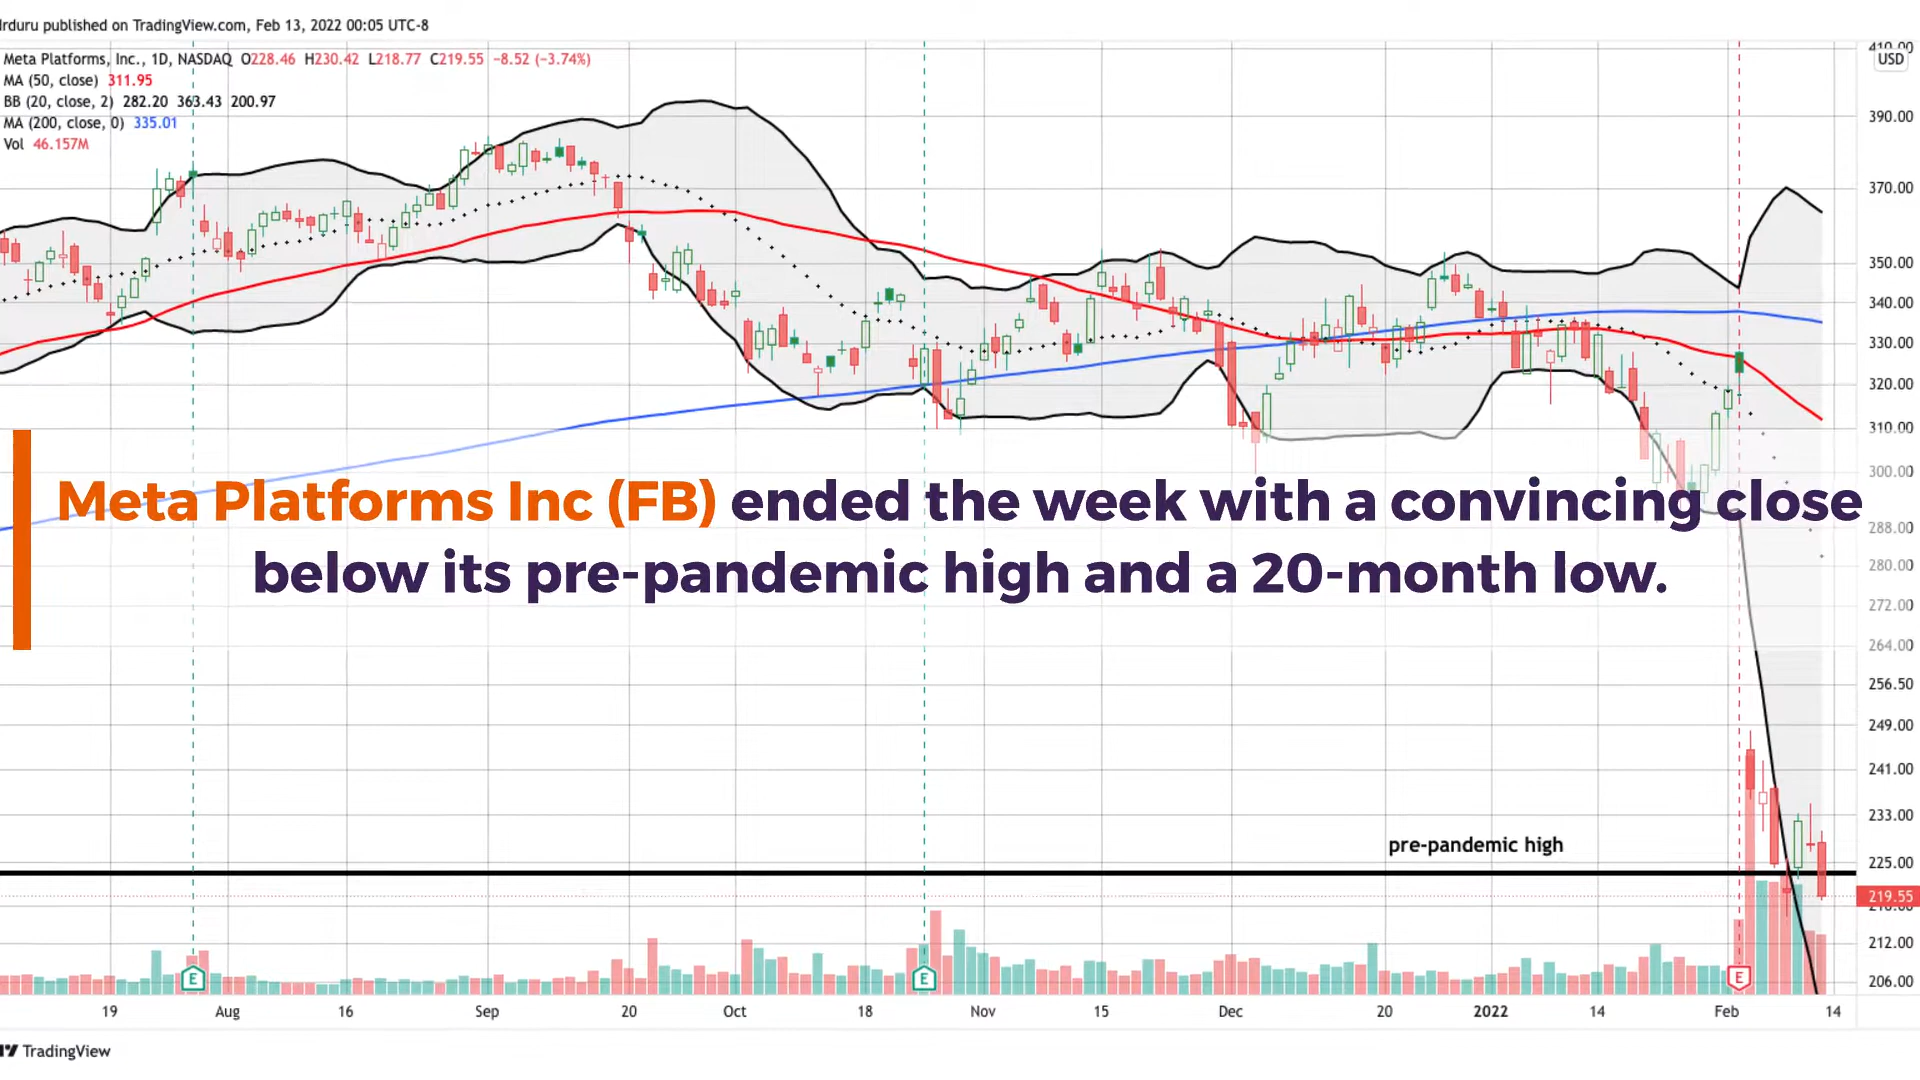 lrduru published on TradingView.com, Feb 13, 2022 00:05 UTC-8
Meta Platforms, Inc., 1D, NASDAQ O228.46 H230.42 L218.77 C219.55 −8.52 (−3.74%)
MA (50, close) 311.95
BB (20, close, 2) 282.20 363.43 200.97
MA (200, close, 0) 335.01
Vol 46.157M
410.00
USD
390.00
370.00
350.00
340.00
330.00
320.00
310.00
300.00
Meta Platforms Inc (FB) ended the week with a convincing close
288.00
below its pre-pandemic high and a 20-month low.
280.00
272.00
264.00
256.50
249.00
241.00
233.00
pre-pandemic high
225.00
219.55
212.00
206.00
E E E
19 Aug 16 Sep 20 Oct 18 Nov 15 Dec 20 2022 14 Feb 14
TradingView